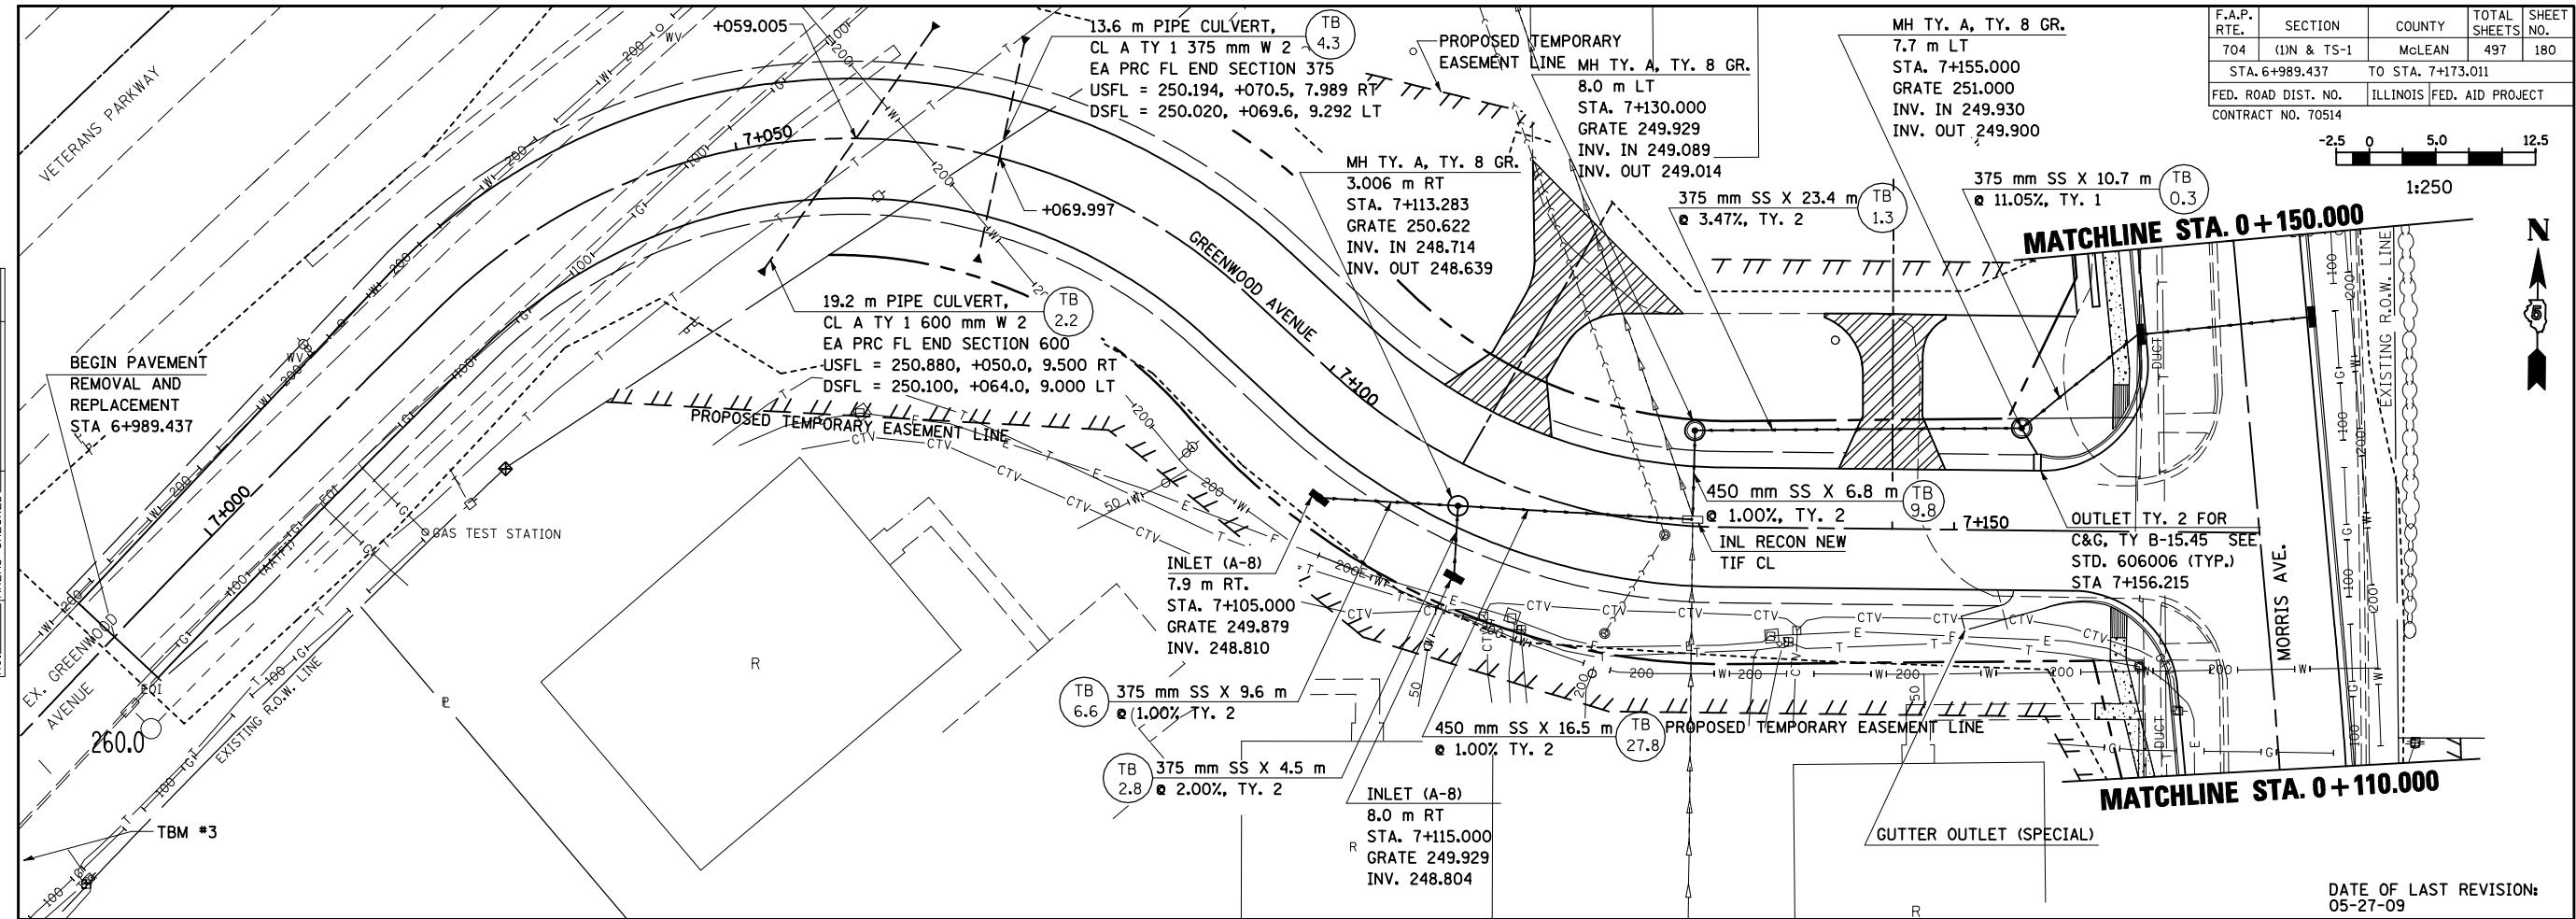 F.A.P. RTE. SECTION COUNTY TOTAL SHEETS SHEET NO.
704 (1)N & TS-1 McLEAN 497 180
STA. 6+989.437 TO STA. 7+173.011
FED. ROAD DIST. NO. ILLINOIS FED. AID PROJECT
CONTRACT NO. 70514
-2.5 0 5.0 12.5
1:250
N
5
VETERANS PARKWAY
+059.005
13.6 m PIPE CULVERT,
CL A TY 1 375 mm W 2
EA PRC FL END SECTION 375
USFL = 250.194, +070.5, 7.989 RT
DSFL = 250.020, +069.6, 9.292 LT
TB
4.3
PROPOSED TEMPORARY
EASEMENT LINE
MH TY. A, TY. 8 GR.
8.0 m LT
STA. 7+130.000
GRATE 249.929
INV. IN 249.089
INV. OUT 249.014
MH TY. A, TY. 8 GR.
7.7 m LT
STA. 7+155.000
GRATE 251.000
INV. IN 249.930
INV. OUT 249.900
MH TY. A, TY. 8 GR.
3.006 m RT
STA. 7+113.283
GRATE 250.622
INV. IN 248.714
INV. OUT 248.639
375 mm SS X 23.4 m
@ 3.47%, TY. 2
TB
1.3
375 mm SS X 10.7 m
@ 11.05%, TY. 1
TB
0.3
MATCHLINE STA. 0+150.000
7+050
+069.997
GREENWOOD AVENUE
19.2 m PIPE CULVERT,
CL A TY 1 600 mm W 2
EA PRC FL END SECTION 600
USFL = 250.880, +050.0, 9.500 RT
DSFL = 250.100, +064.0, 9.000 LT
TB
2.2
BEGIN PAVEMENT
REMOVAL AND
REPLACEMENT
STA 6+989.437
PROPOSED TEMPORARY EASEMENT LINE
7+100
DUCT
EXISTING R.O.W. LINE
7+000
GAS TEST STATION
450 mm SS X 6.8 m
@ 1.00%, TY. 2
TB
9.8
INL RECON NEW
TIF CL
7+150
OUTLET TY. 2 FOR
C&G, TY B-15.45 SEE
STD. 606006 (TYP.)
STA 7+156.215
MORRIS AVE.
INLET (A-8)
7.9 m RT.
STA. 7+105.000
GRATE 249.879
INV. 248.810
EX. GREENWOOD
AVENUE
260.0
EXISTING R.O.W. LINE
R
TB
6.6
375 mm SS X 9.6 m
@ 1.00% TY. 2
450 mm SS X 16.5 m
@ 1.00% TY. 2
TB
27.8
PROPOSED TEMPORARY EASEMENT LINE
DUCT
TB
2.8
375 mm SS X 4.5 m
@ 2.00%, TY. 2
INLET (A-8)
8.0 m RT
STA. 7+115.000
GRATE 249.929
INV. 248.804
R
MATCHLINE STA. 0+110.000
TBM #3
GUTTER OUTLET (SPECIAL)
R
DATE OF LAST REVISION:
05-27-09